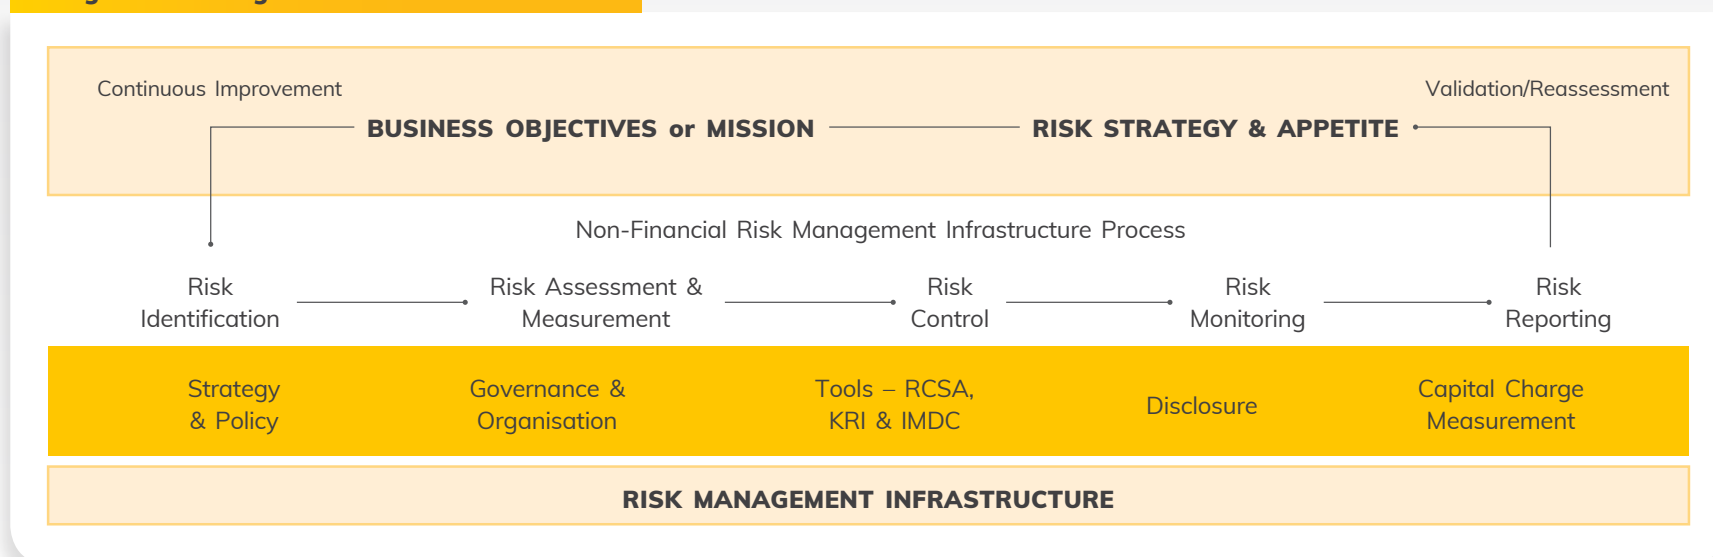 Continuous Improvement
Validation/Reassessment
BUSINESS OBJECTIVES or MISSION
RISK STRATEGY & APPETITE
Non-Financial Risk Management Infrastructure Process
Risk
Identification
Risk Assessment &
Measurement
Risk
Control
Risk
Monitoring
Risk
Reporting
Strategy
& Policy
Governance &
Organisation
Tools – RCSA,
KRI & IMDC
Disclosure
Capital Charge
Measurement
RISK MANAGEMENT INFRASTRUCTURE